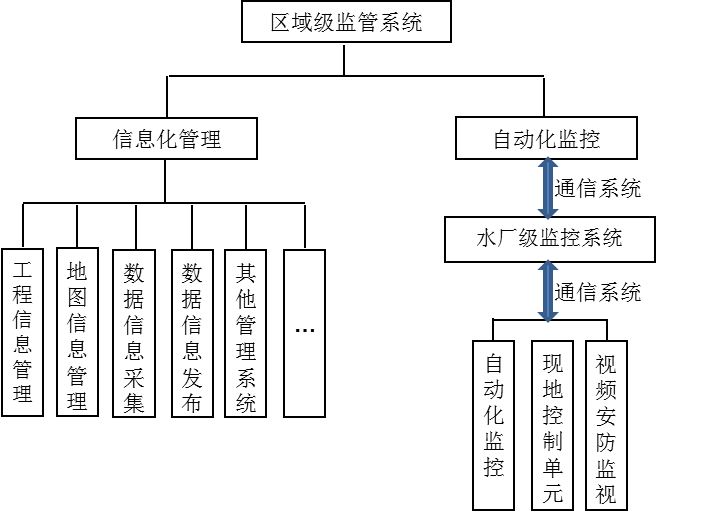 区域级监管系统
信息化管理
自动化监控
通信系统
水厂级监控系统
通信系统
工程信息管理
地图信息管理
数据信息采集
数据信息发布
其他管理系统
...
自动化监控
现地控制单元
视频安防监视